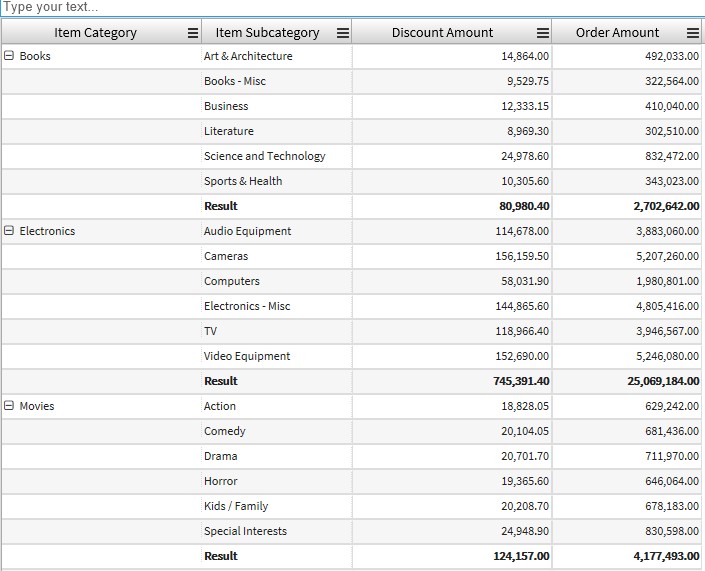 Type your text...
Item Category Item Subcategory Discount Amount Order Amount
Books Art & Architecture 14,864.00 492,033.00
Books - Misc 9,529.75 322,564.00
Business 12,333.15 410,040.00
Literature 8,969.30 302,510.00
Science and Technology 24,978.60 832,472.00
Sports & Health 10,305.60 343,023.00
Result 80,980.40 2,702,642.00
Electronics Audio Equipment 114,678.00 3,883,060.00
Cameras 156,159.50 5,207,260.00
Computers 58,031.90 1,980,801.00
Electronics - Misc 144,865.60 4,805,416.00
TV 118,966.40 3,946,567.00
Video Equipment 152,690.00 5,246,080.00
Result 745,391.40 25,069,184.00
Movies Action 18,828.05 629,242.00
Comedy 20,104.05 681,436.00
Drama 20,701.70 711,970.00
Horror 19,365.60 646,064.00
Kids / Family 20,208.70 678,183.00
Special Interests 24,948.90 830,598.00
Result 124,157.00 4,177,493.00